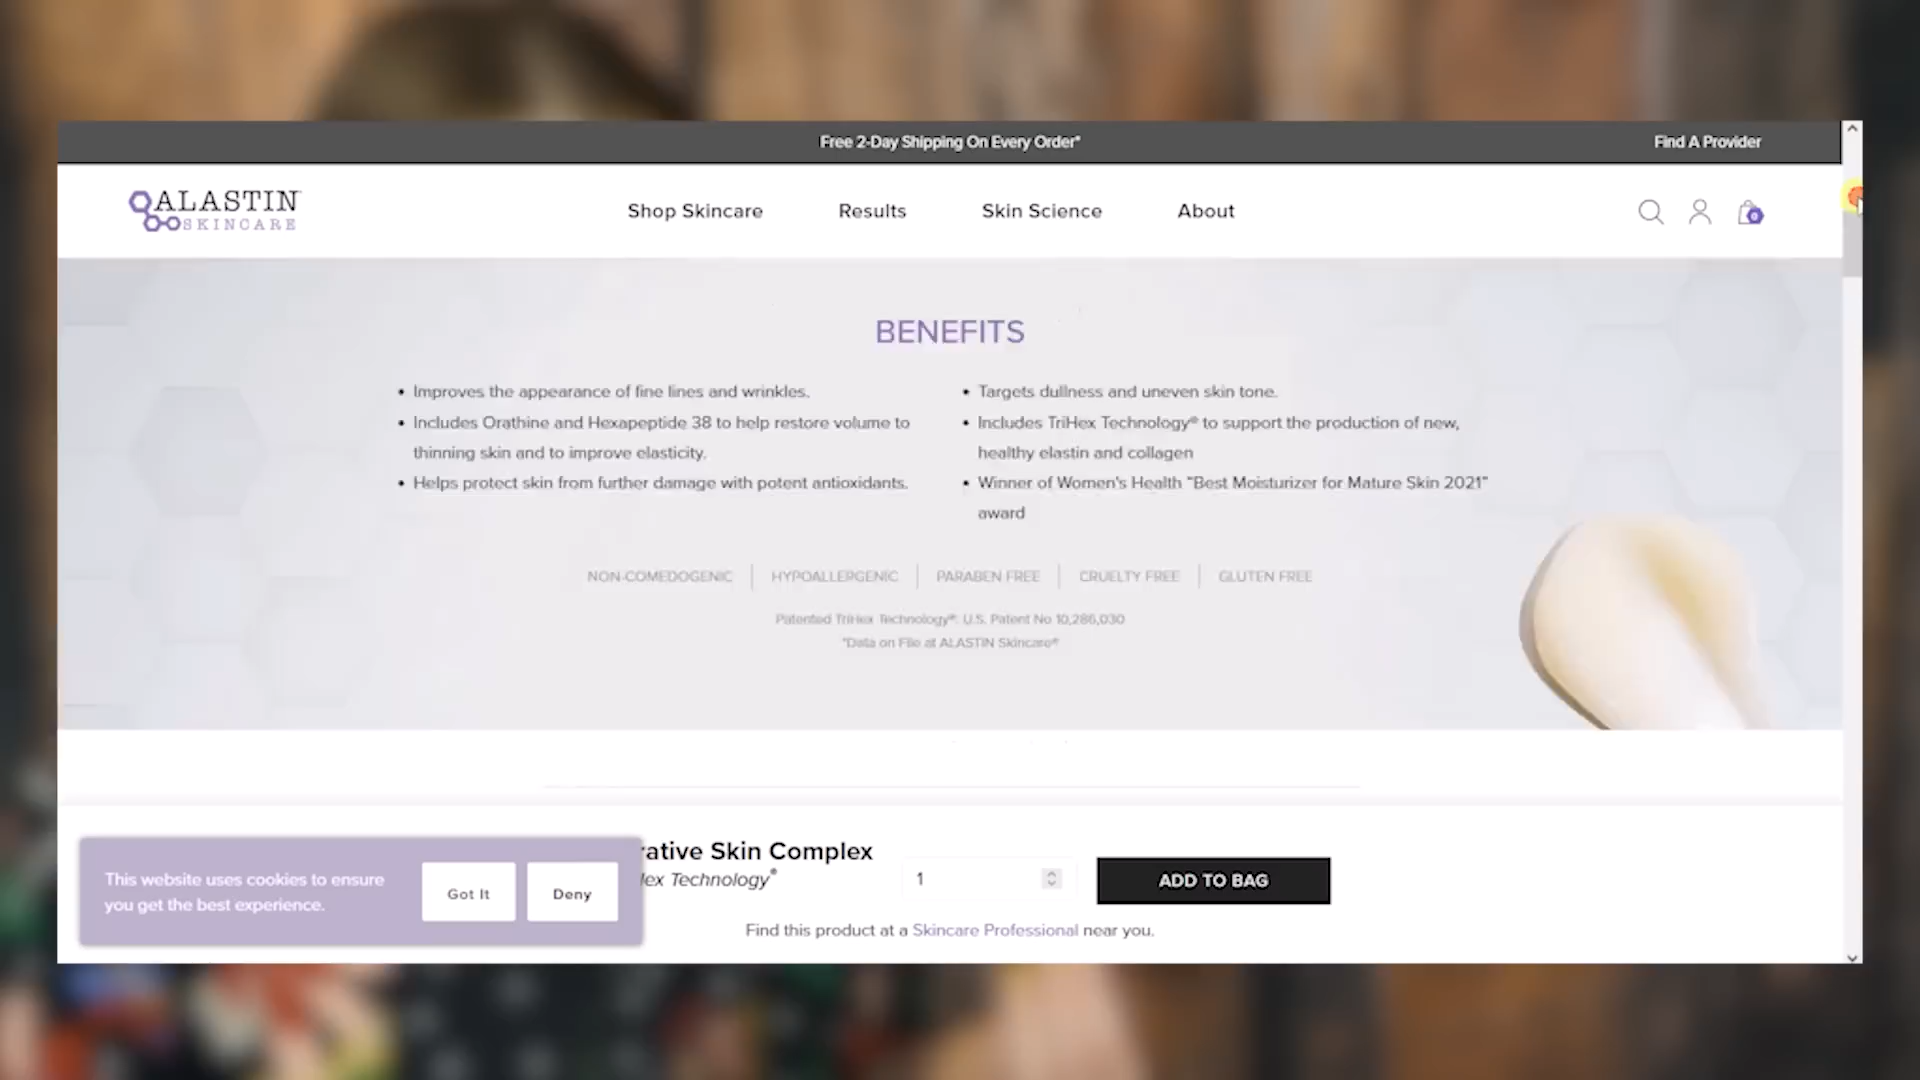 Free 2-Day Shipping On Every Order*
Find A Provider
ALASTIN
SKINCARE
Shop Skincare
Results
Skin Science
About
0
BENEFITS
• Improves the appearance of fine lines and wrinkles.
• Includes Orathine and Hexapeptide 38 to help restore volume to
thinning skin and to improve elasticity.
• Helps protect skin from further damage with potent antioxidants.
• Targets dullness and uneven skin tone.
• Includes TriHex Technology® to support the production of new,
healthy elastin and collagen
• Winner of Women's Health "Best Moisturizer for Mature Skin 2021"
award
NON-COMEDOGENIC
HYPOALLERGENIC
PARABEN FREE
CRUELTY FREE
GLUTEN FREE
Patented TriHex Technology®: U.S. Patent No 10,286,030
*Data on File at ALASTIN Skincare®
This website uses cookies to ensure
you get the best experience.
Got It
Deny
rative Skin Complex
lex Technology®
1
ADD TO BAG
Find this product at a Skincare Professional near you.